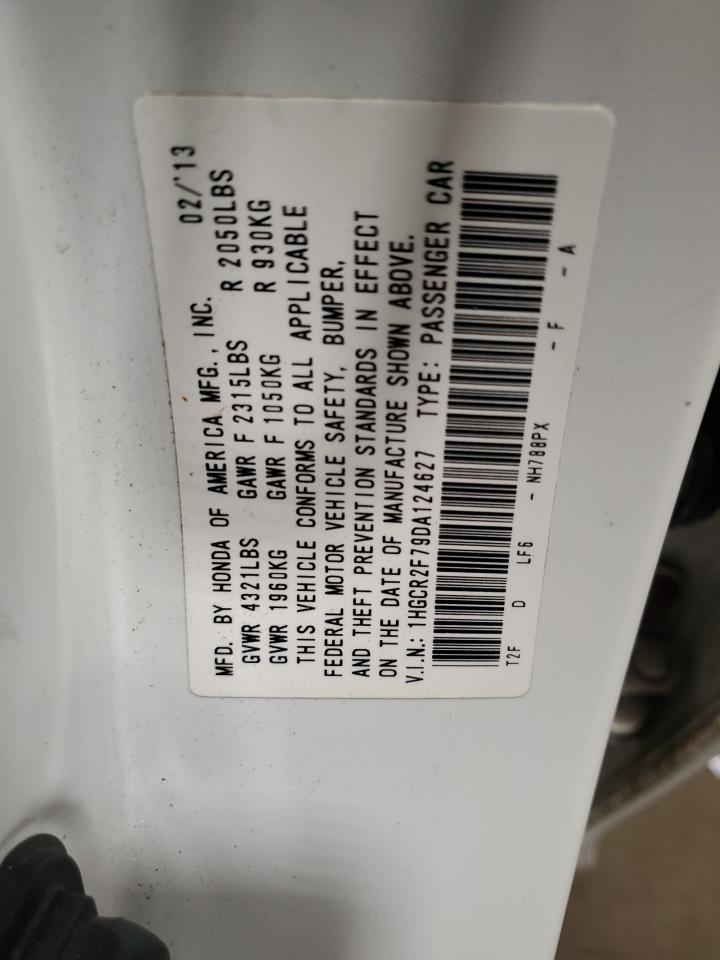 MFD. BY HONDA OF AMERICA MFG., INC. 02/'13
GVWR 4321LBS GAWR F 2315LBS R 2050LBS
GVWR 1960KG GAWR F 1050KG R 930KG
THIS VEHICLE CONFORMS TO ALL APPLICABLE
FEDERAL MOTOR VEHICLE SAFETY, BUMPER,
AND THEFT PREVENTION STANDARDS IN EFFECT
ON THE DATE OF MANUFACTURE SHOWN ABOVE.
V.I.N.: 1HGCR2F79DA124627 TYPE: PASSENGER CAR
T2F D LF6 - NH788PX - F - A